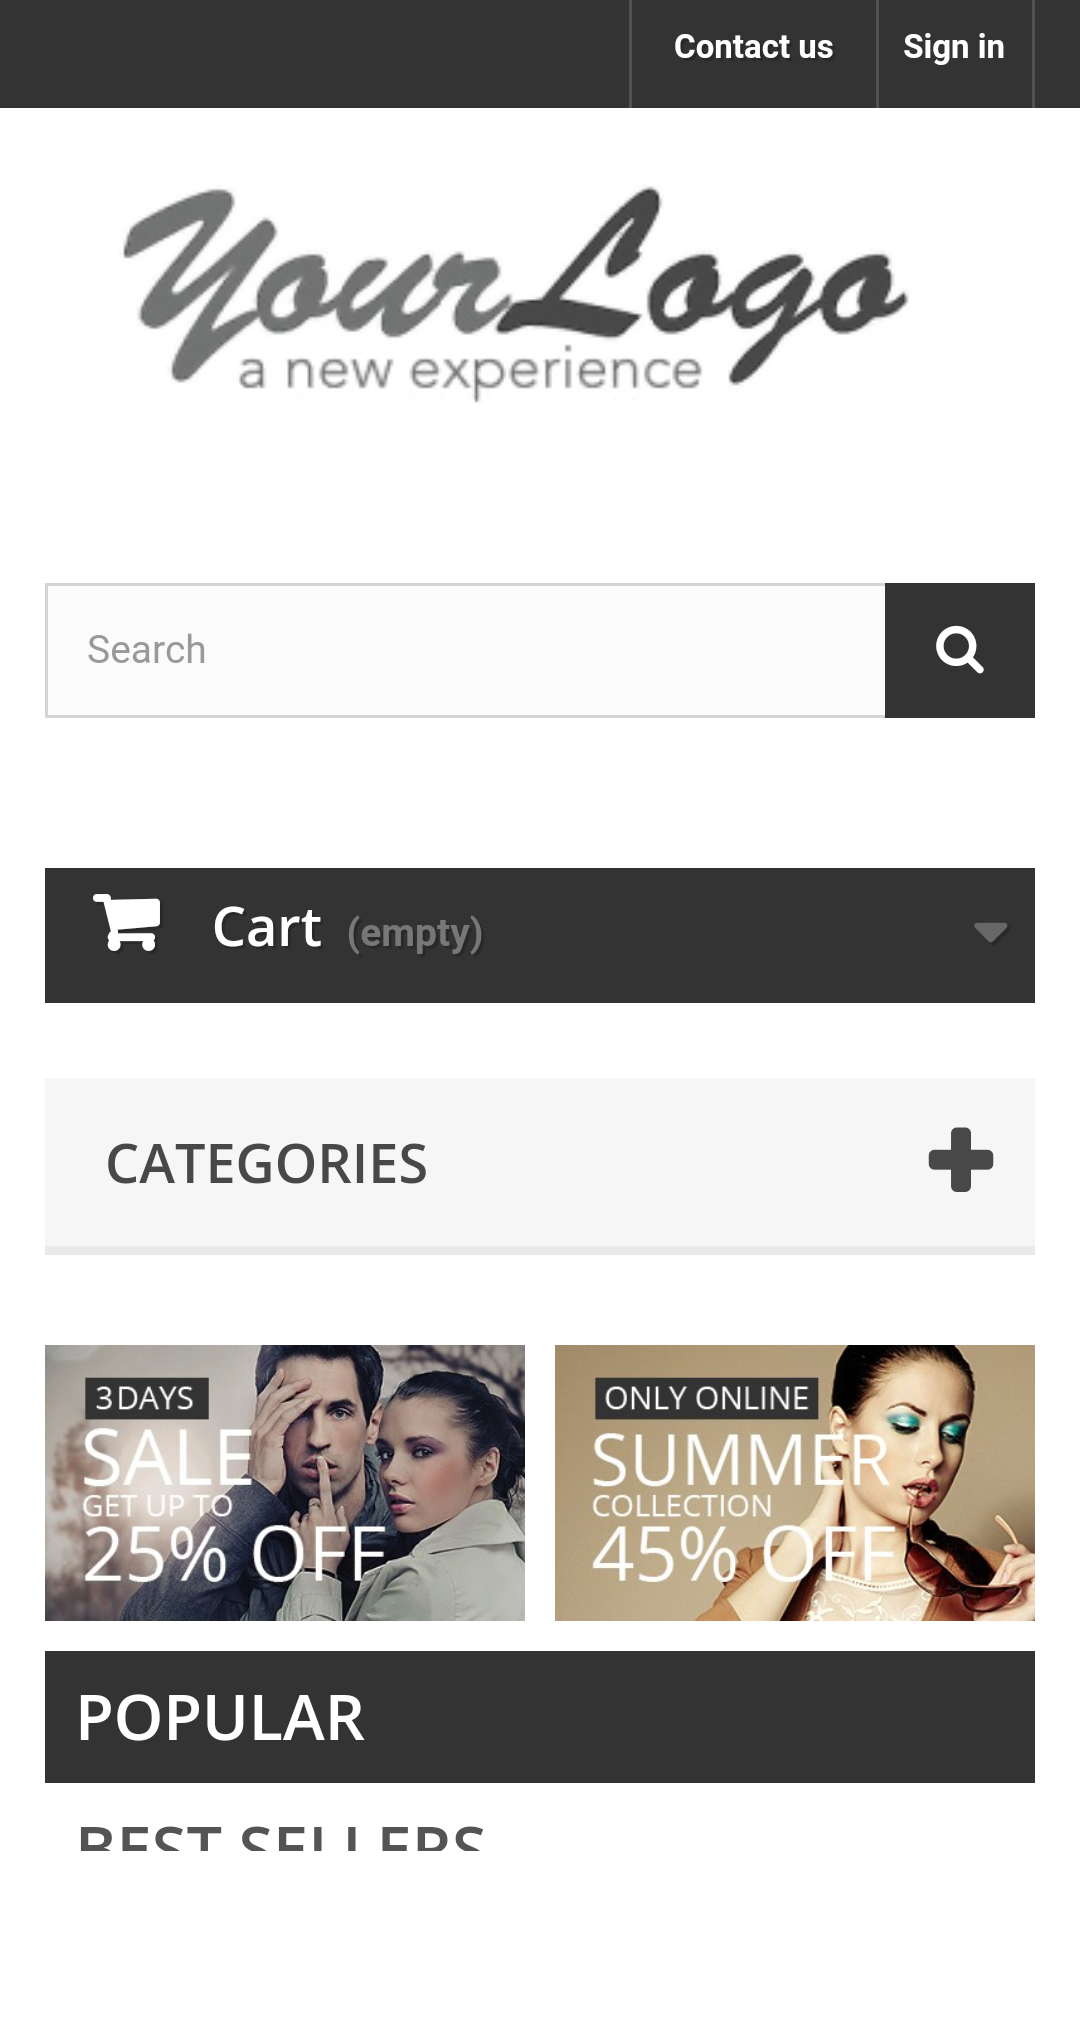 Contact us
Sign in
YourLogo
a new experience
Search
Cart (empty)
CATEGORIES
3 DAYS
SALE
GET UP TO
25% OFF
ONLY ONLINE
SUMMER
COLLECTION
45% OFF
POPULAR
BEST SELLERS